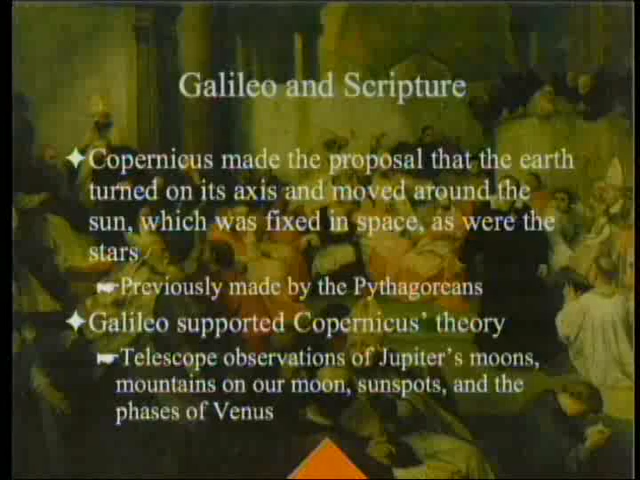 Galileo and Scripture
Copernicus made the proposal that the earth
turned on its axis and moved around the
sun, which was fixed in space, as were the
stars
Previously made by the Pythagoreans
Galileo supported Copernicus' theory
Telescope observations of Jupiter's moons,
mountains on our moon, sunspots, and the
phases of Venus